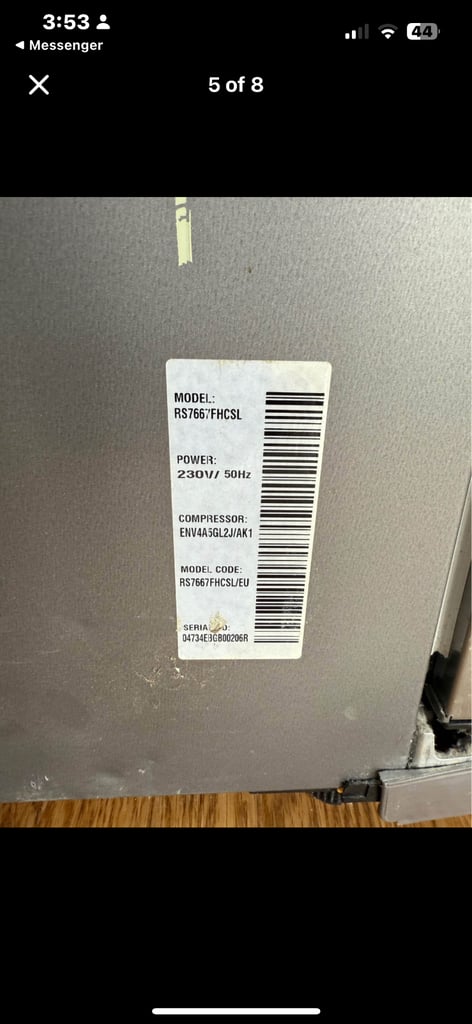 3:53
44
Messenger
5 of 8
MODEL:
RS7667FHCSL
POWER:
230V/ 50Hz
COMPRESSOR:
ENV4A5GL2J/AK1
MODEL CODE:
RS7667FHCSL/EU